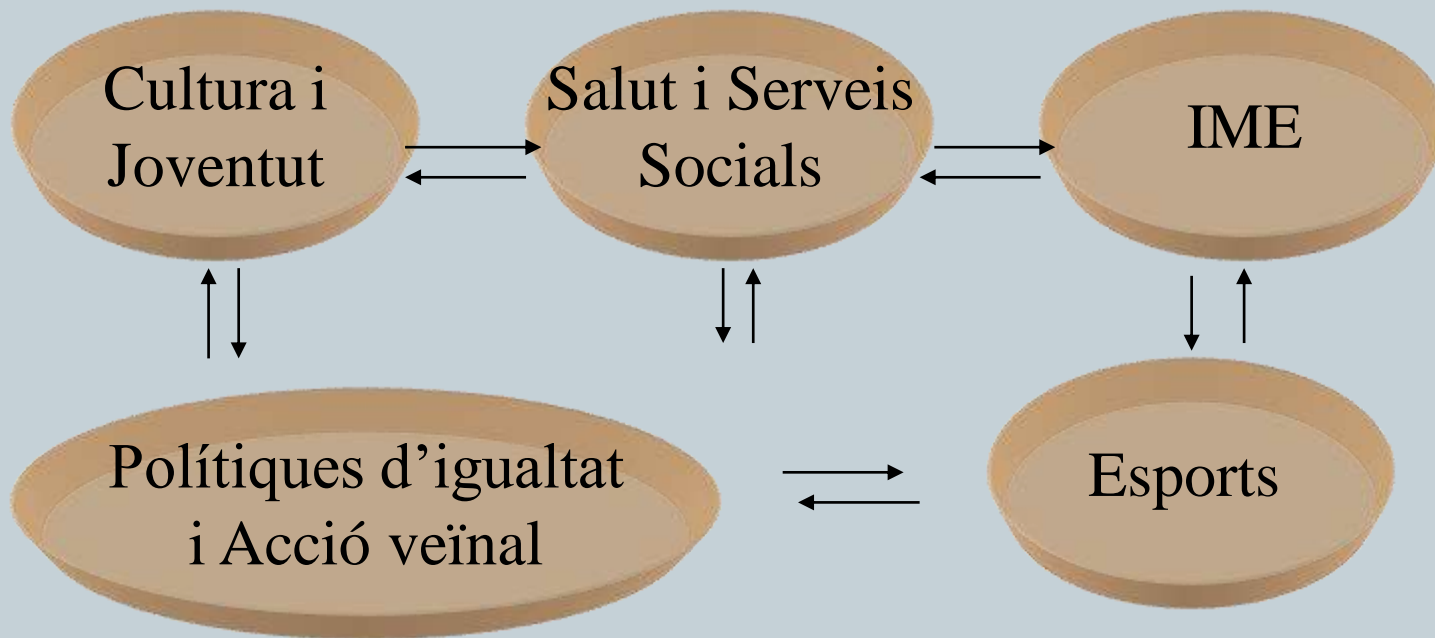 Cultura i
Joventut
Salut i Serveis
Socials
IME
Polítiques d’igualtat
i Acció veïnal
Esports